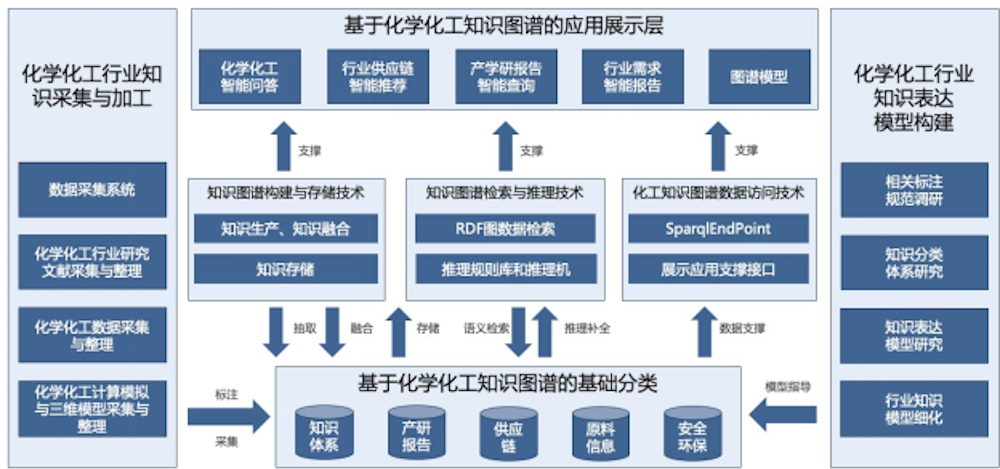 化学化工行业知
识采集与加工
数据采集系统
化学化工行业研究
文献采集与整理
化学化工数据采集
与整理
化学化工计算模拟
与三维模型采集与
整理
基于化学化工知识图谱的应用展示层
化学化工
智能问答
行业供应链
智能推荐
产学研报告
智能查询
行业需求
智能报告
图谱模型
支撑
支撑
支撑
知识图谱构建与存储技术
知识生产、知识融合
知识存储
知识图谱检索与推理技术
RDF图数据检索
推理规则库和推理机
化工知识图谱数据访问技术
SparqlEndPoint
展示应用支撑接口
抽取
融合
存储
语义检索
推理补全
数据支撑
标注
采集
基于化学化工知识图谱的基础分类
知识
体系
产研
报告
供应
链
原料
信息
安全
环保
模型指导
化学化工行业
知识表达
模型构建
相关标注
规范调研
知识分类
体系研究
知识表达
模型研究
行业知识
模型细化